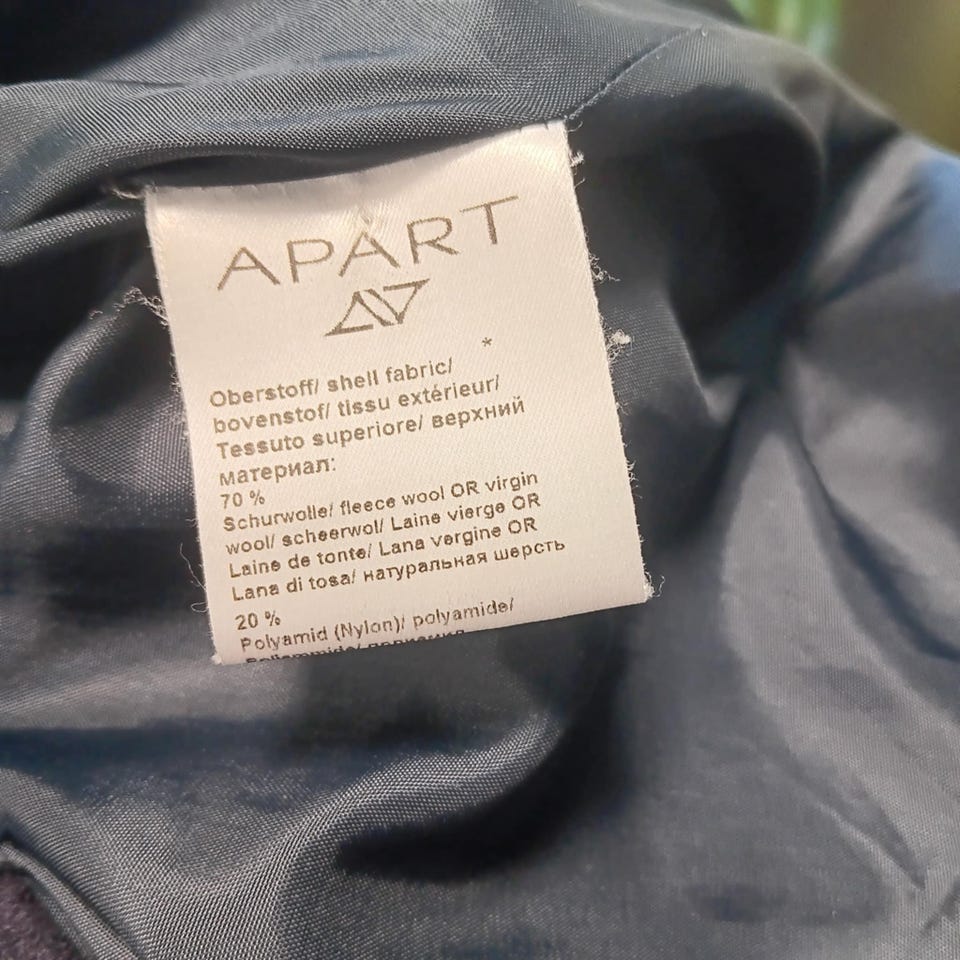 APART
*
Oberstoff/ shell fabric/
bovenstof/ tissu extérieur/
Tessuto superiore/ верхний
материал:
70 %
Schurwolle/ fleece wool OR virgin
wool/ scheerwol/ Laine vierge OR
Laine de tonte/ Lana vergine OR
Lana di tosa/ натуральная шерсть
20 %
Polyamid (Nylon)/ polyamide/